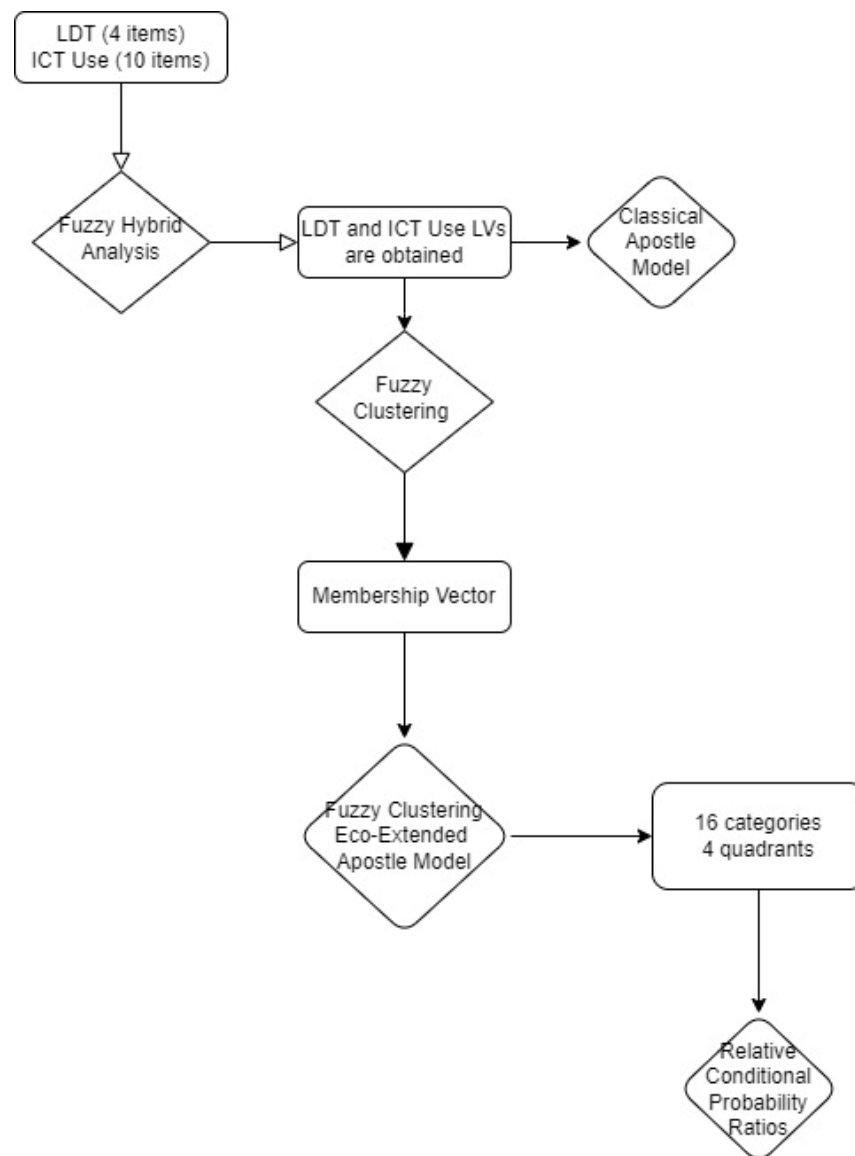 LDT (4 items)
ICT Use (10 items)
Fuzzy Hybrid
Analysis
LDT and ICT Use LVs
are obtained
Classical
Apostle
Model
Fuzzy
Clustering
Membership Vector
Fuzzy Clustering
Eco-Extended
Apostle Model
16 categories
4 quadrants
Relative
Conditional
Probability
Ratios